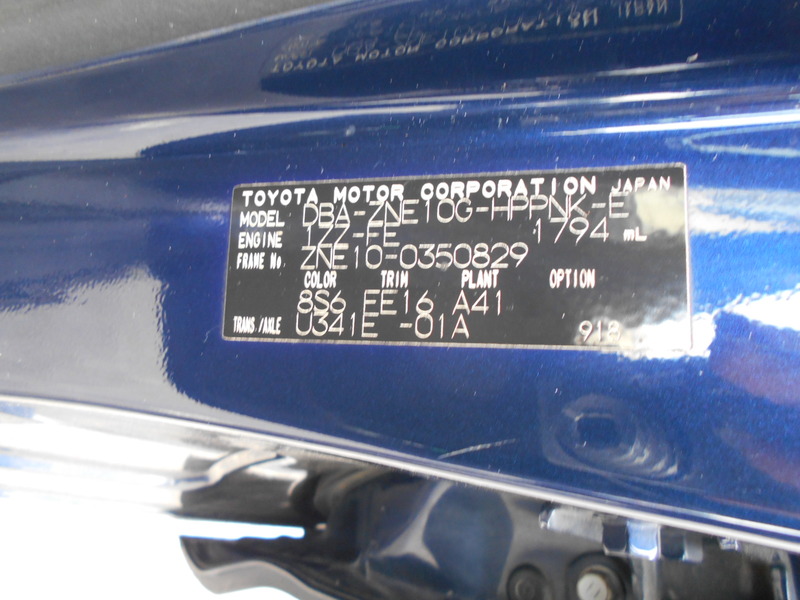 TOYOTA MOTOR CORPORATION JAPAN
MODEL DBA-ZNE10G-HPPNK-E
ENGINE 1ZZ-FE 1794 mL
FRAME No. ZNE10-0350829
COLOR TRIM PLANT OPTION
8S6 EE16 A41
TRANS./AXLE U341E -01A 918